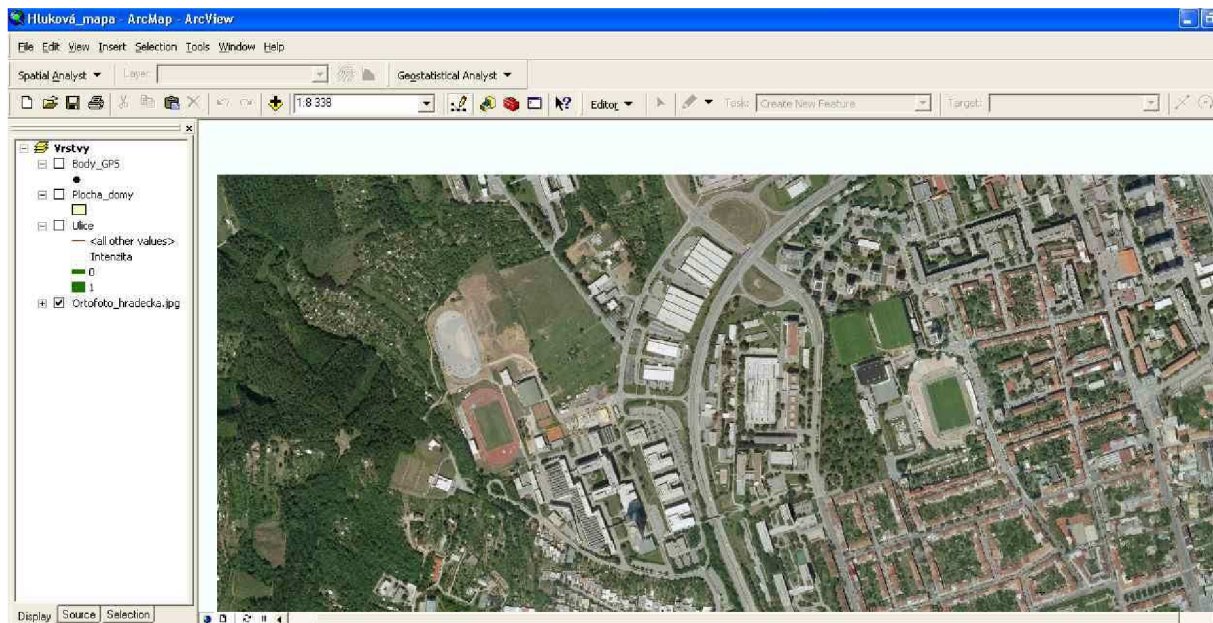 Hluková_mapa - ArcMap - ArcView
File Edit View Insert Selection Tools Window Help
Spatial Analyst Layer: Geostatistical Analyst
1:8 338 Editor Task: Create New Feature Target:
Vrstvy
Body_GPS
Plocha_domy
Ulice
<all other values>
Intenzita
0
1
Ortofoto_hradecka.jpg
Display Source Selection